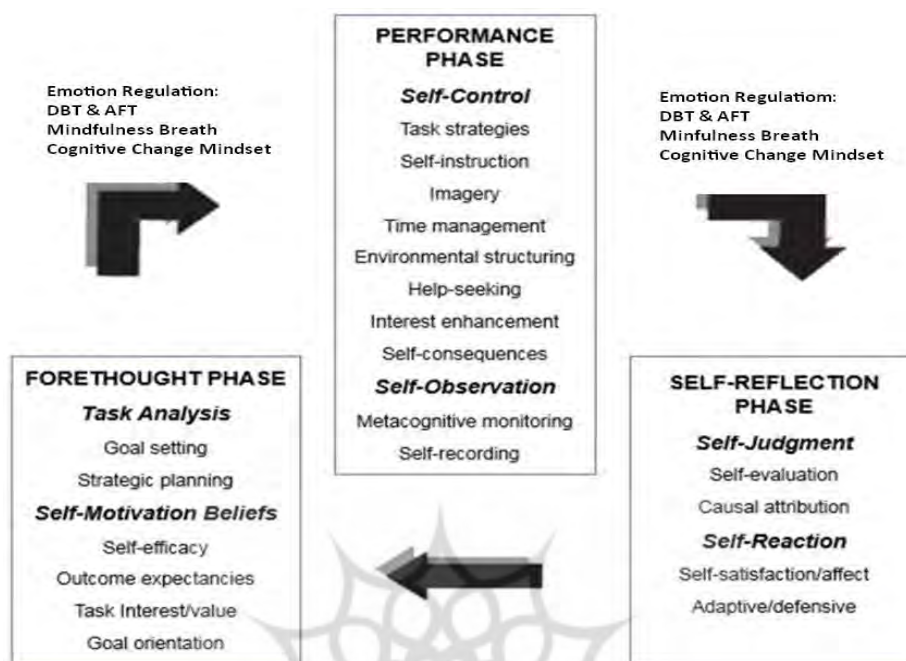 PERFORMANCE
PHASE
Self-Control
Task strategies
Self-instruction
Imagery
Time management
Environmental structuring
Help-seeking
Interest enhancement
Self-consequences
Self-Observation
Metacognitive monitoring
Self-recording
Emotion Regulation:
DBT & AFT
Mindfulness Breath
Cognitive Change Mindset
Emotion Regulatiom:
DBT & AFT
Minfulness Breath
Cognitive Change Mindset
FORETHOUGHT PHASE
Task Analysis
Goal setting
Strategic planning
Self-Motivation Beliefs
Self-efficacy
Outcome expectancies
Task Interest/value
Goal orientation
SELF-REFLECTION
PHASE
Self-Judgment
Self-evaluation
Causal attribution
Self-Reaction
Self-satisfaction/affect
Adaptive/defensive